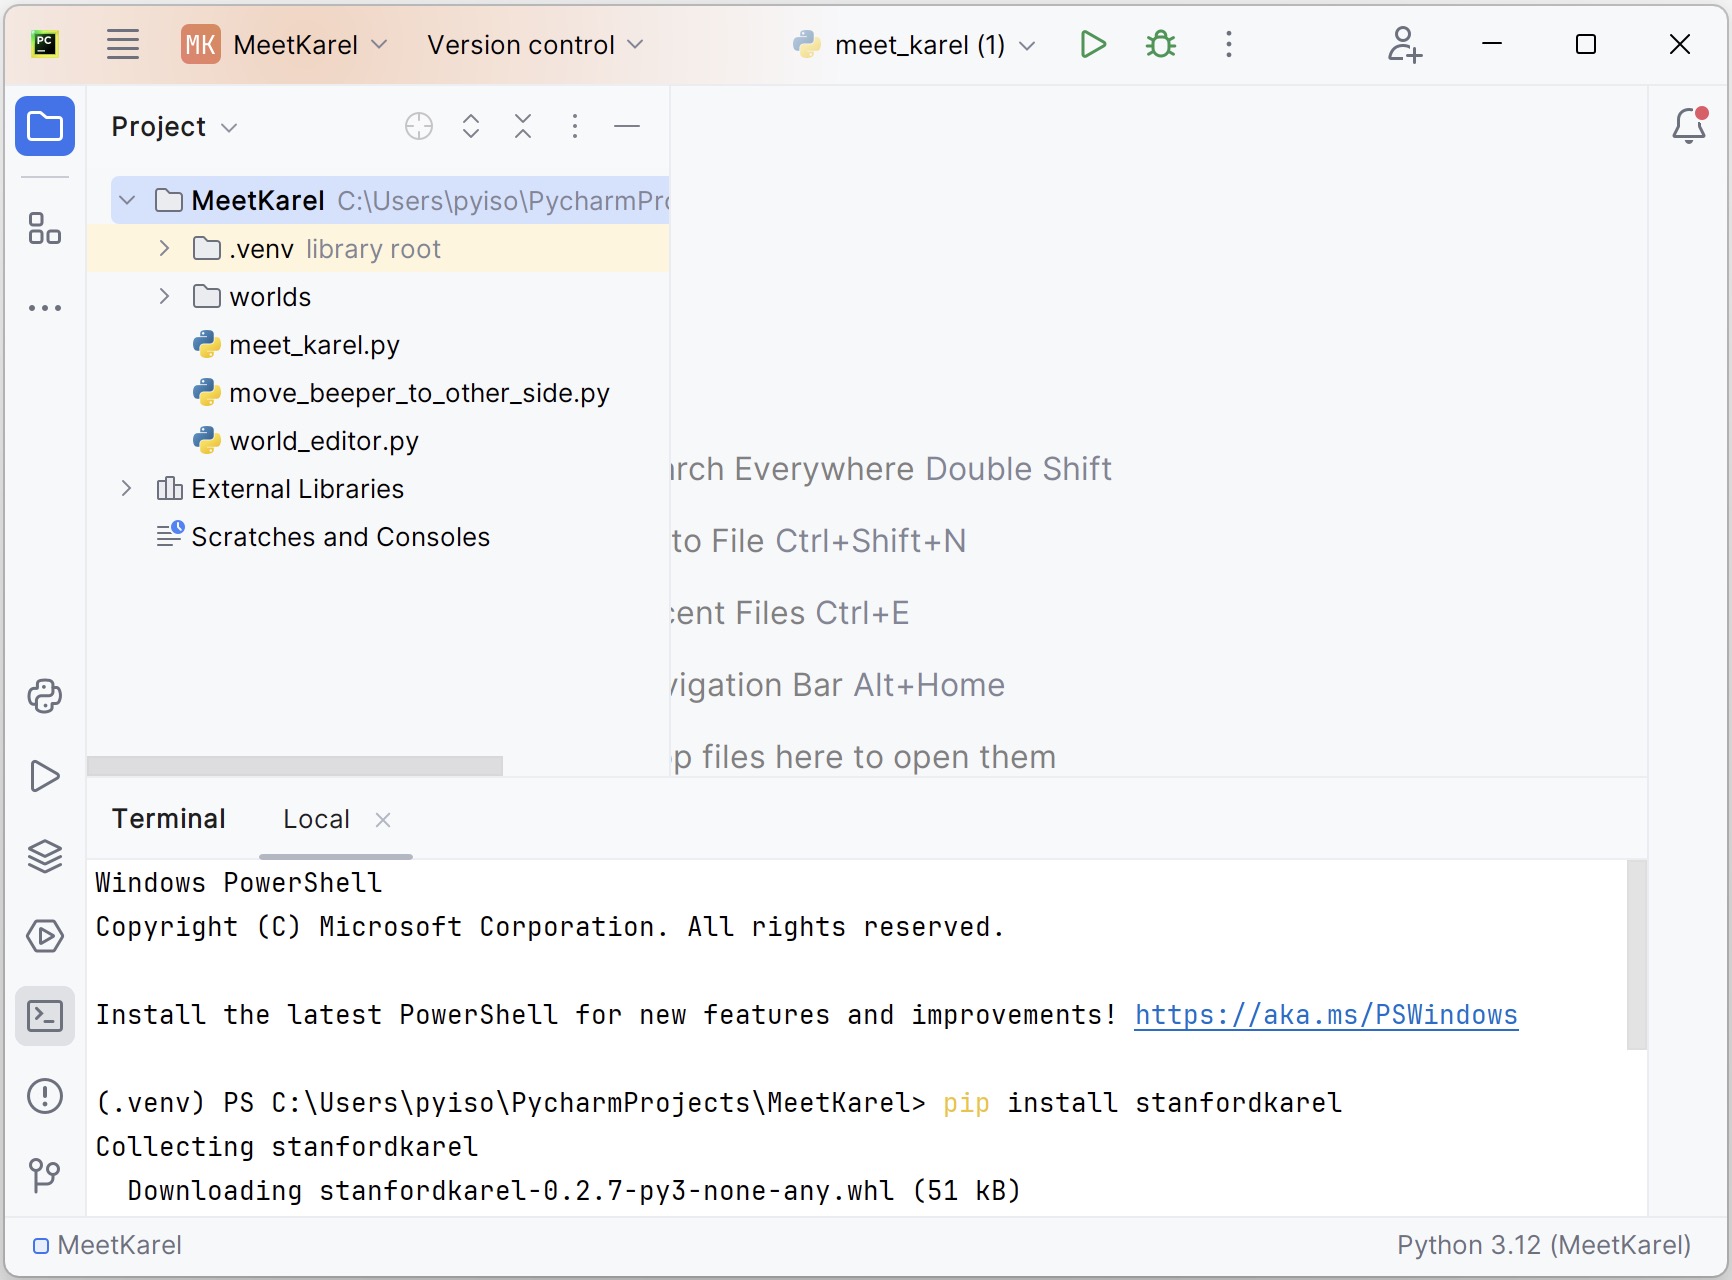 PC
MK MeetKarel Version control meet_karel (1)
Project
MeetKarel C:\Users\pyiso\PycharmPr
.venv library root
worlds
meet_karel.py
move_beeper_to_other_side.py
world_editor.py
External Libraries
Scratches and Consoles
rch Everywhere Double Shift
to File Ctrl+Shift+N
cent Files Ctrl+E
vigation Bar Alt+Home
p files here to open them
Terminal Local
Windows PowerShell
Copyright (C) Microsoft Corporation. All rights reserved.
Install the latest PowerShell for new features and improvements! https://aka.ms/PSWindows
(.venv) PS C:\Users\pyiso\PycharmProjects\MeetKarel> pip install stanfordkarel
Collecting stanfordkarel
Downloading stanfordkarel-0.2.7-py3-none-any.whl (51 kB)
MeetKarel
Python 3.12 (MeetKarel)